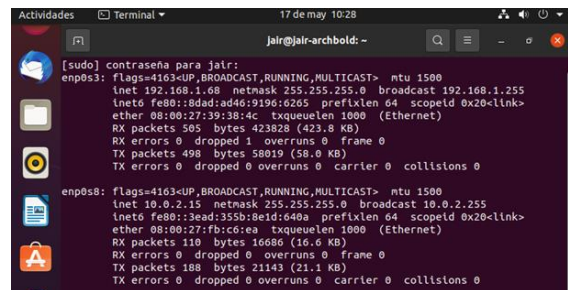 Actividades Terminal 17 de may 10:28
jair@jair-archbold: ~
[sudo] contraseña para jair:
enp0s3: flags=4163<UP,BROADCAST,RUNNING,MULTICAST> mtu 1500
inet 192.168.1.68 netmask 255.255.255.0 broadcast 192.168.1.255
inet6 fe80::8dad:ad46:9196:6265 prefixlen 64 scopeid 0x20<link>
ether 08:00:27:39:38:4c txqueuelen 1000 (Ethernet)
RX packets 505 bytes 423828 (423.8 KB)
RX errors 0 dropped 1 overruns 0 frame 0
TX packets 498 bytes 58019 (58.0 KB)
TX errors 0 dropped 0 overruns 0 carrier 0 collisions 0
enp0s8: flags=4163<UP,BROADCAST,RUNNING,MULTICAST> mtu 1500
inet 10.0.2.15 netmask 255.255.255.0 broadcast 10.0.2.255
inet6 fe80::3ead:355b:8e1d:640a prefixlen 64 scopeid 0x20<link>
ether 08:00:27:fb:c6:ea txqueuelen 1000 (Ethernet)
RX packets 110 bytes 16686 (16.6 KB)
RX errors 0 dropped 0 overruns 0 frame 0
TX packets 188 bytes 21143 (21.1 KB)
TX errors 0 dropped 0 overruns 0 carrier 0 collisions 0